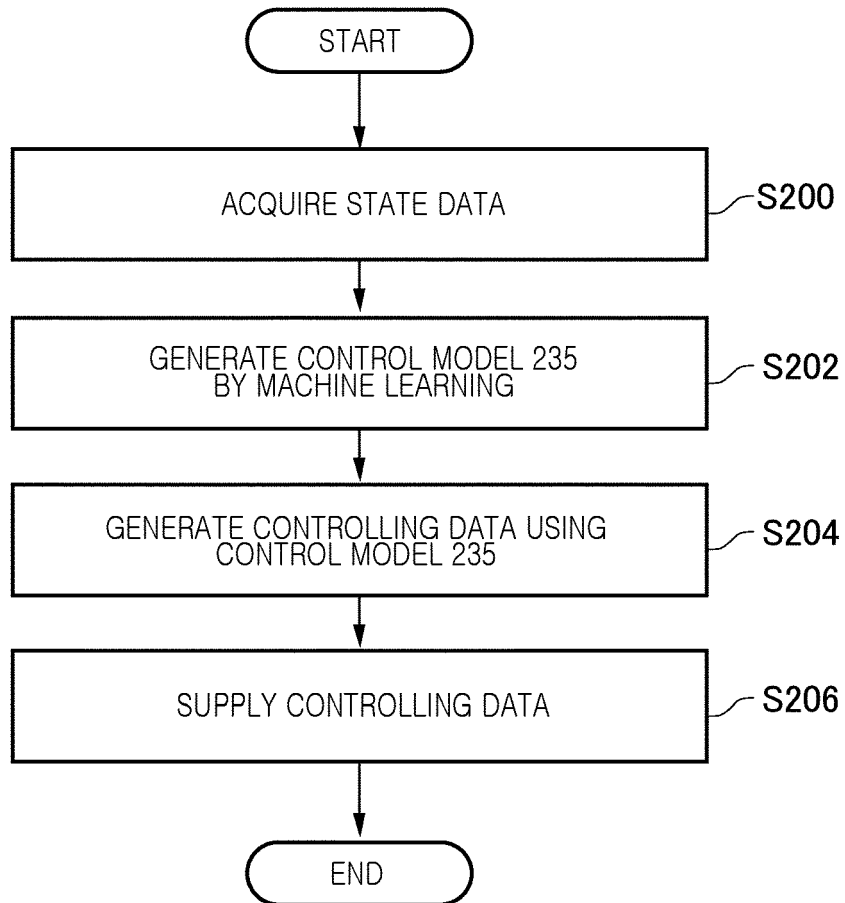 START
ACQUIRE STATE DATA
S200
GENERATE CONTROL MODEL 235
BY MACHINE LEARNING
S202
GENERATE CONTROLLING DATA USING
CONTROL MODEL 235
S204
SUPPLY CONTROLLING DATA
S206
END